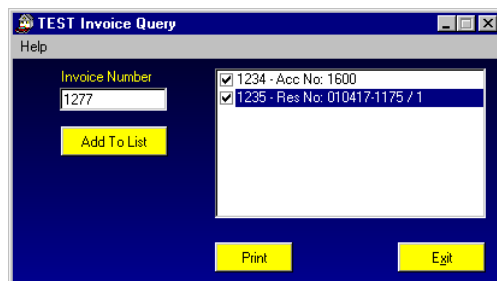 TEST Invoice Query
Help
Invoice Number
1277
Add To List
1234 - Acc No: 1600
1235 - Res No: 010417-1175 / 1
Print
Exit